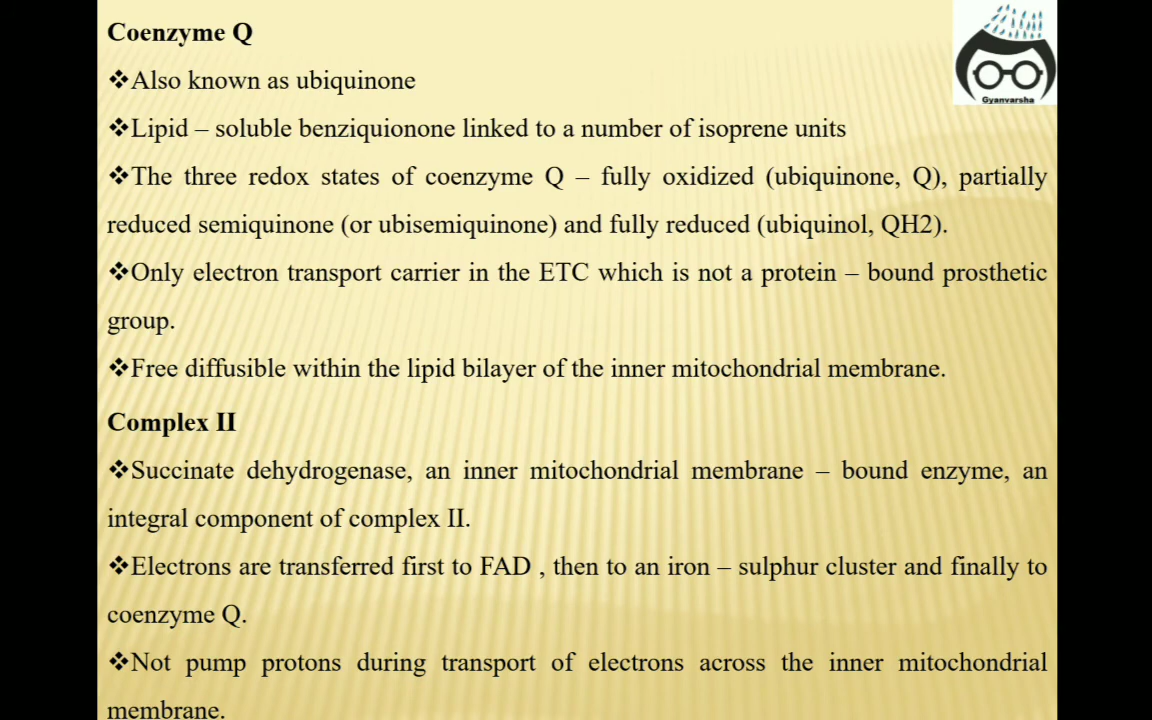 Coenzyme Q
❖Also known as ubiquinone
❖Lipid – soluble benziquionone linked to a number of isoprene units
❖The three redox states of coenzyme Q – fully oxidized (ubiquinone, Q), partially
reduced semiquinone (or ubisemiquinone) and fully reduced (ubiquinol, QH2).
❖Only electron transport carrier in the ETC which is not a protein – bound prosthetic
group.
❖Free diffusible within the lipid bilayer of the inner mitochondrial membrane.
Complex II
❖Succinate dehydrogenase, an inner mitochondrial membrane – bound enzyme, an
integral component of complex II.
❖Electrons are transferred first to FAD , then to an iron – sulphur cluster and finally to
coenzyme Q.
❖Not pump protons during transport of electrons across the inner mitochondrial
membrane.
Gyanvarsha